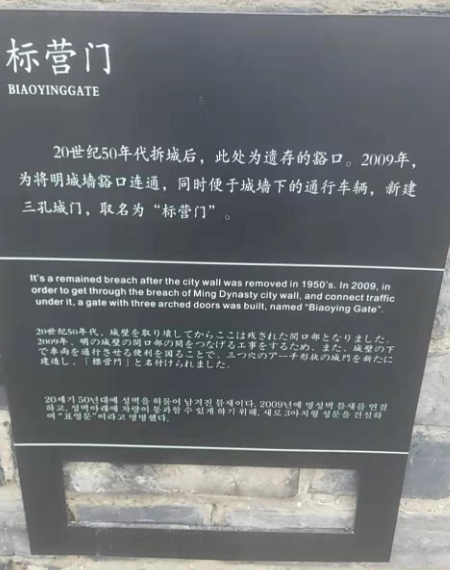 标营门
BIAOYINGGATE
20世纪50年代拆城后，此处为遗存的豁口。2009年，
为将明城墙豁口连通，同时便于城墙下的通行车辆，新建
三孔城门，取名为“标营门”。
It's a remained breach after the city wall was removed in 1950's. In 2009, in
order to get through the breach of Ming Dynasty city wall, and connect traffic
under it, a gate with three arched doors was built, named "Biaoying Gate".
20世紀50年代、城壁を取り壊してからここは残された開口部となりました。
2009年、明の城壁の開口部の間をつなげる工事をするため、また、城壁の下
で車両を通行させる便利を図ることで、三つ穴のアーチ形状の城門を新たに
建造し、「標営門」と名付けられました。
20세기 50년대에 성벽을 허물어 남겨진 틈새이다. 2009년에 명성벽 틈새를 연결
하고, 성벽아래에 차량이 통과할 수 있게 하기 위해, 새로 3아치형 성문을 건설하
여 "표영문"이라고 명명했다.